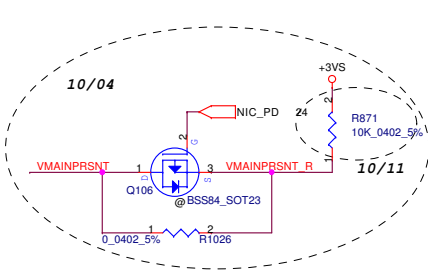 10/04
+3VS
2
24
R871
10K_0402_5%
1
10/11
NIC_PD
2
G
VMAINPRSNT
1
D
3
S
VMAINPRSNT_R
Q106
@
BSS84_SOT23
1
2
0_0402_5%
R1026